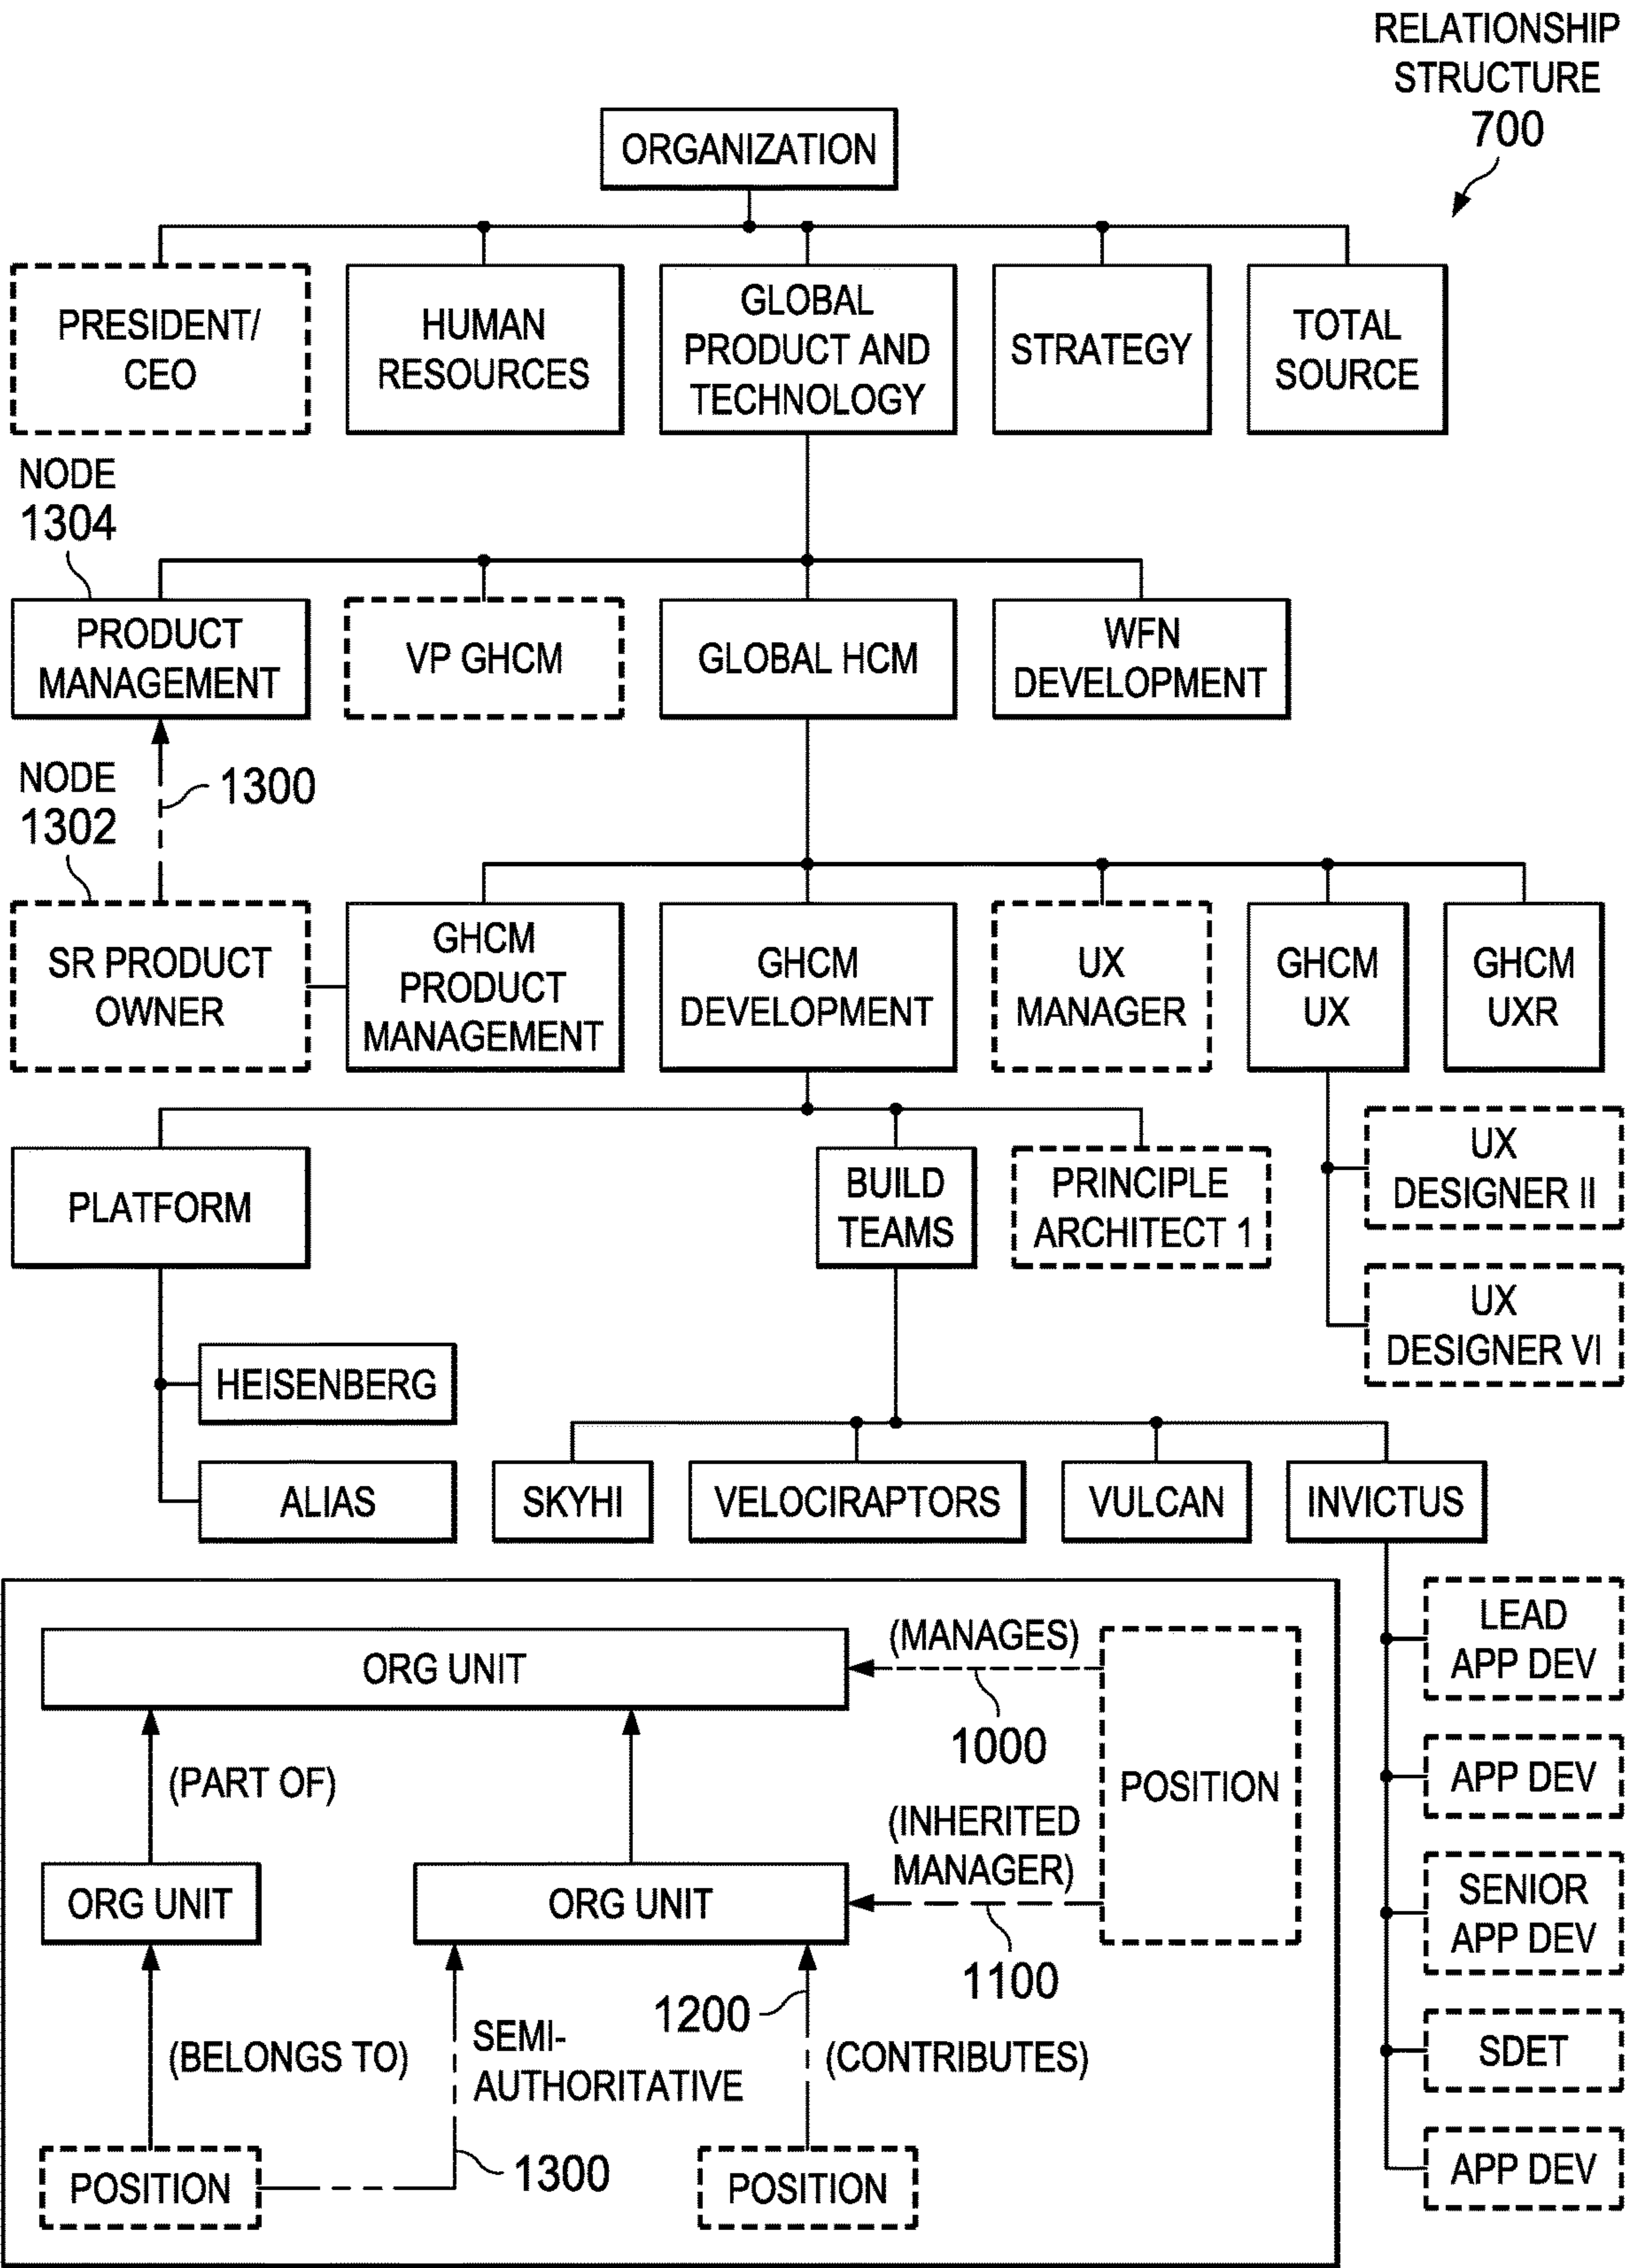 RELATIONSHIP
STRUCTURE
700
ORGANIZATION
PRESIDENT/
CEO
HUMAN
RESOURCES
GLOBAL
PRODUCT AND
TECHNOLOGY
STRATEGY
TOTAL
SOURCE
NODE
1304
PRODUCT
MANAGEMENT
VP GHCM
GLOBAL HCM
WFN
DEVELOPMENT
NODE
1302
1300
SR PRODUCT
OWNER
GHCM
PRODUCT
MANAGEMENT
GHCM
DEVELOPMENT
UX
MANAGER
GHCM
UX
GHCM
UXR
PLATFORM
BUILD
TEAMS
PRINCIPLE
ARCHITECT 1
UX
DESIGNER II
UX
DESIGNER VI
HEISENBERG
ALIAS
SKYHI
VELOCIRAPTORS
VULCAN
INVICTUS
LEAD
APP DEV
APP DEV
SENIOR
APP DEV
SDET
APP DEV
ORG UNIT
(MANAGES)
1000
POSITION
(PART OF)
(INHERITED
MANAGER)
ORG UNIT
ORG UNIT
1100
1200
(BELONGS TO)
SEMI-
AUTHORITATIVE
(CONTRIBUTES)
POSITION
1300
POSITION